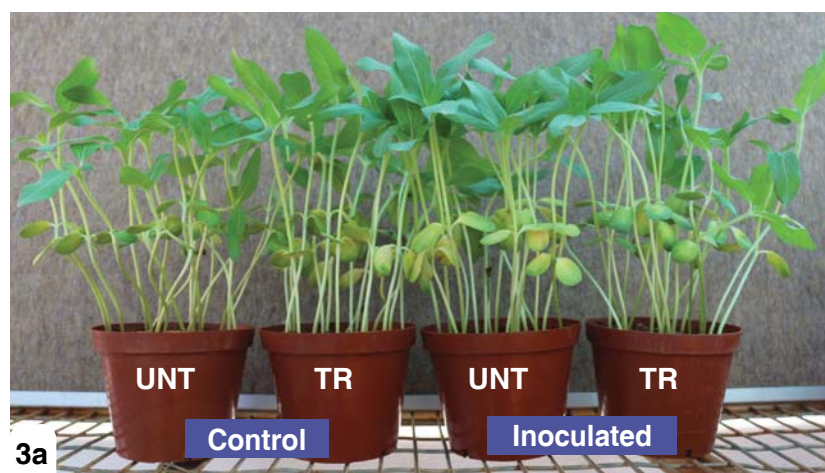 UNT
TR
UNT
TR
Control
Inoculated
3a